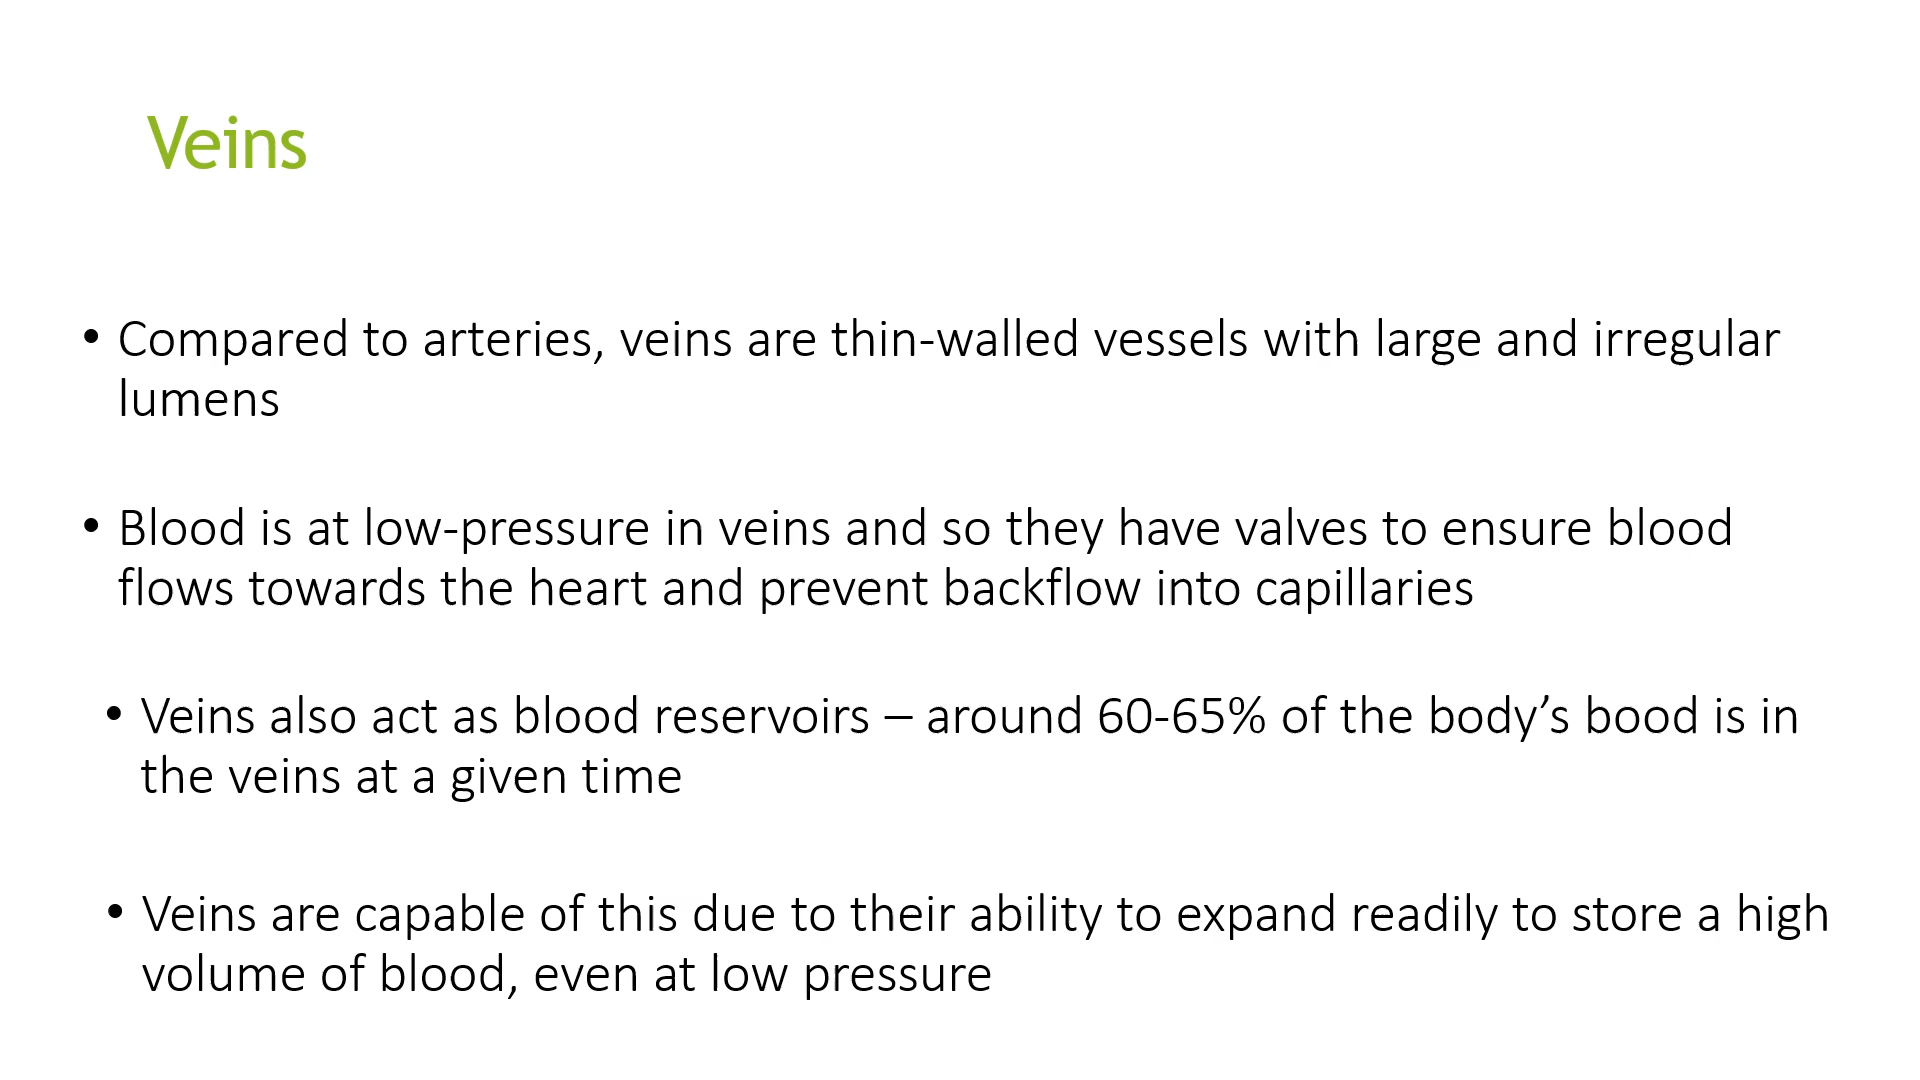 Veins
• Compared to arteries, veins are thin-walled vessels with large and irregular
lumens
• Blood is at low-pressure in veins and so they have valves to ensure blood
flows towards the heart and prevent backflow into capillaries
• Veins also act as blood reservoirs – around 60-65% of the body’s bood is in
the veins at a given time
• Veins are capable of this due to their ability to expand readily to store a high
volume of blood, even at low pressure